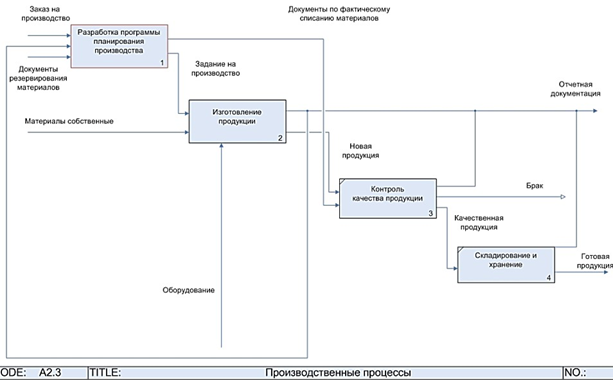 Заказ на
производство
Документы по фактическому
списанию материалов
Разработка программы
планирования
производства
1
Документы
резервирования
материалов
Задание на
производство
Отчетная
документация
Материалы собственные
Изготовление
продукции
2
Новая
продукция
Контроль
качества продукции
3
Брак
Качественная
продукция
Складирование и
хранение
4
Готовая
продукция
Оборудование
ODE: A2.3
TITLE:
Производственные процессы
NO.: